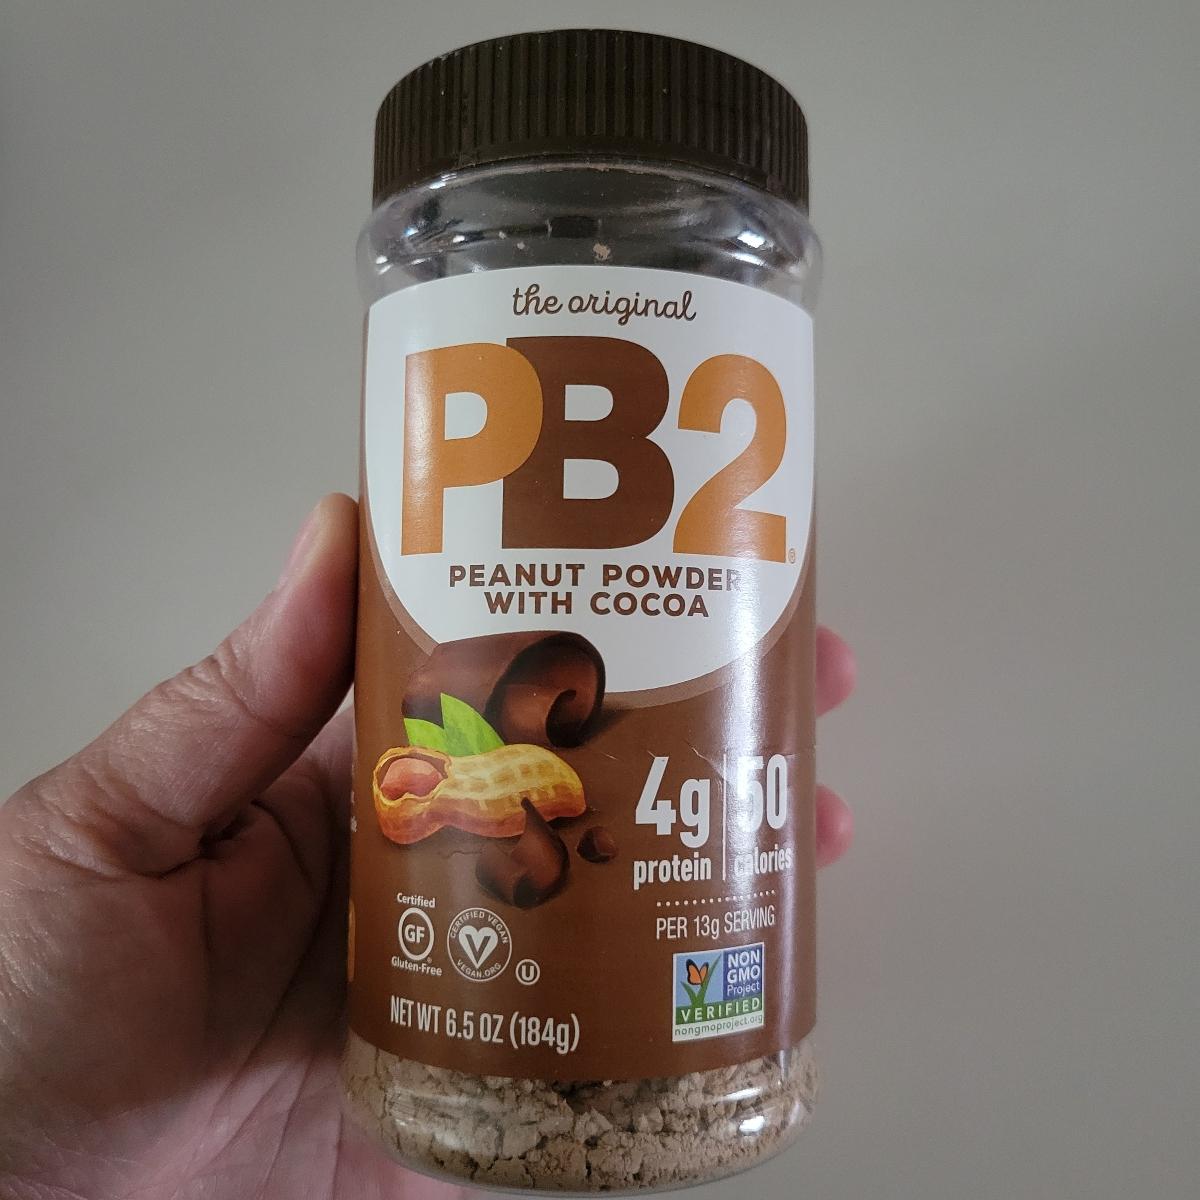 the original
PB2®
PEANUT POWDER
WITH COCOA
4g protein
50 calories
PER 13g SERVING
Certified
GF®
Gluten-Free
CERTIFIED VEGAN
V
VEGAN.ORG
U
NON
GMO
Project
VERIFIED
nongmoproject.org
NET WT 6.5 OZ (184g)